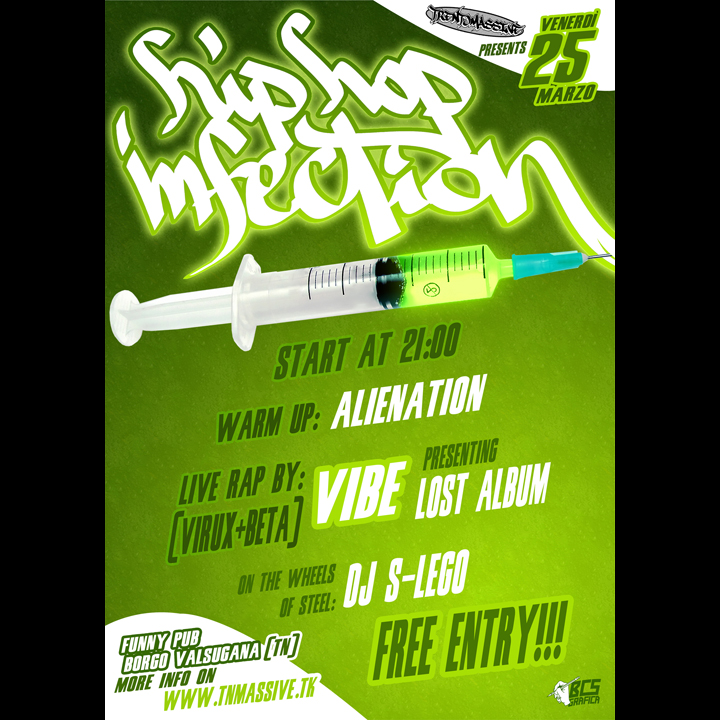 TRENTOMASSIVE
PRESENTS
VENERDÌ
25
MARZO
hip hop
infection
START AT 21:00
WARM UP: ALIENATION
LIVE RAP BY: VIBE PRESENTING
(VIRUX+BETA) LOST ALBUM
ON THE WHEELS
OF STEEL: DJ S-LEGO
FREE ENTRY!!!
FUNNY PUB
BORGO VALSUGANA (TN)
MORE INFO ON
WWW.TNMASSIVE.TK
BCS
GRAFICA